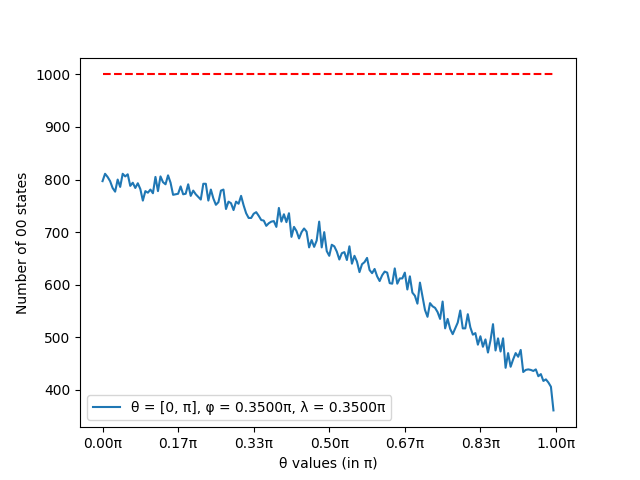 1000
900
800
700
600
500
400
Number of 00 states
θ = [0, π], φ = 0.3500π, λ = 0.3500π
0.00π 0.17π 0.33π 0.50π 0.67π 0.83π 1.00π
θ values (in π)